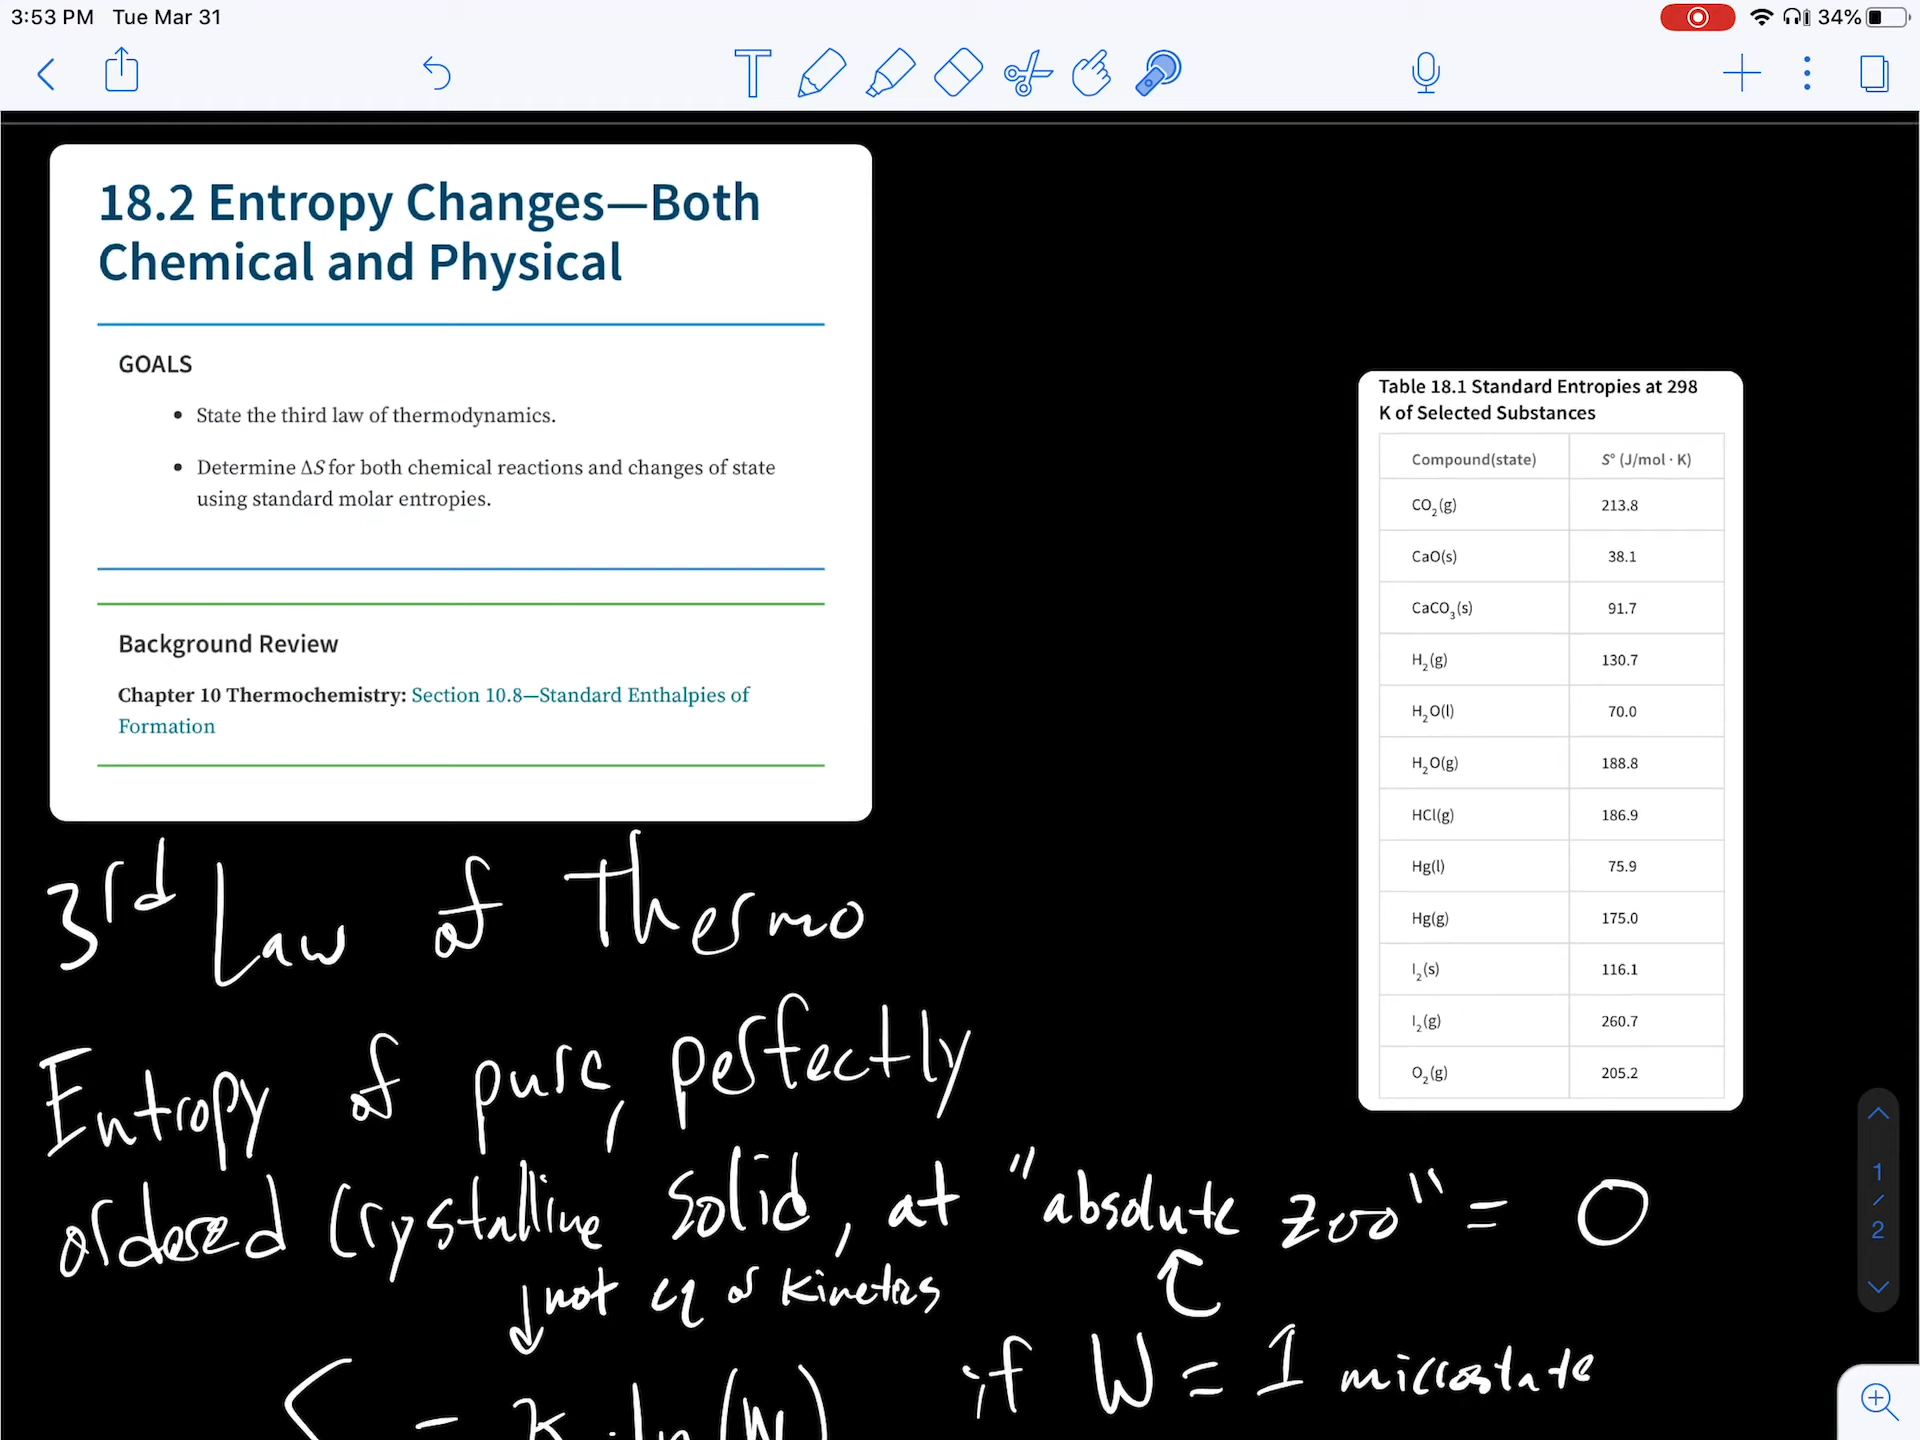 3:53 PM Tue Mar 31
34%
18.2 Entropy Changes—Both
Chemical and Physical
GOALS
• State the third law of thermodynamics.
• Determine ΔS for both chemical reactions and changes of state
using standard molar entropies.
Background Review
Chapter 10 Thermochemistry: Section 10.8—Standard Enthalpies of
Formation
Table 18.1 Standard Entropies at 298
K of Selected Substances
Compound(state) S° (J/mol · K)
CO₂(g) 213.8
CaO(s) 38.1
CaCO₃(s) 91.7
H₂(g) 130.7
H₂O(l) 70.0
H₂O(g) 188.8
HCl(g) 186.9
Hg(l) 75.9
Hg(g) 175.0
I₂(s) 116.1
I₂(g) 260.7
O₂(g) 205.2
3rd Law of Thermo
Entropy of pure, perfectly
ordered Crystalline Solid, at "absolute zero" = 0
not eq or kinetics
S = k · ln(W) if W = 1 microstate
1
/
2